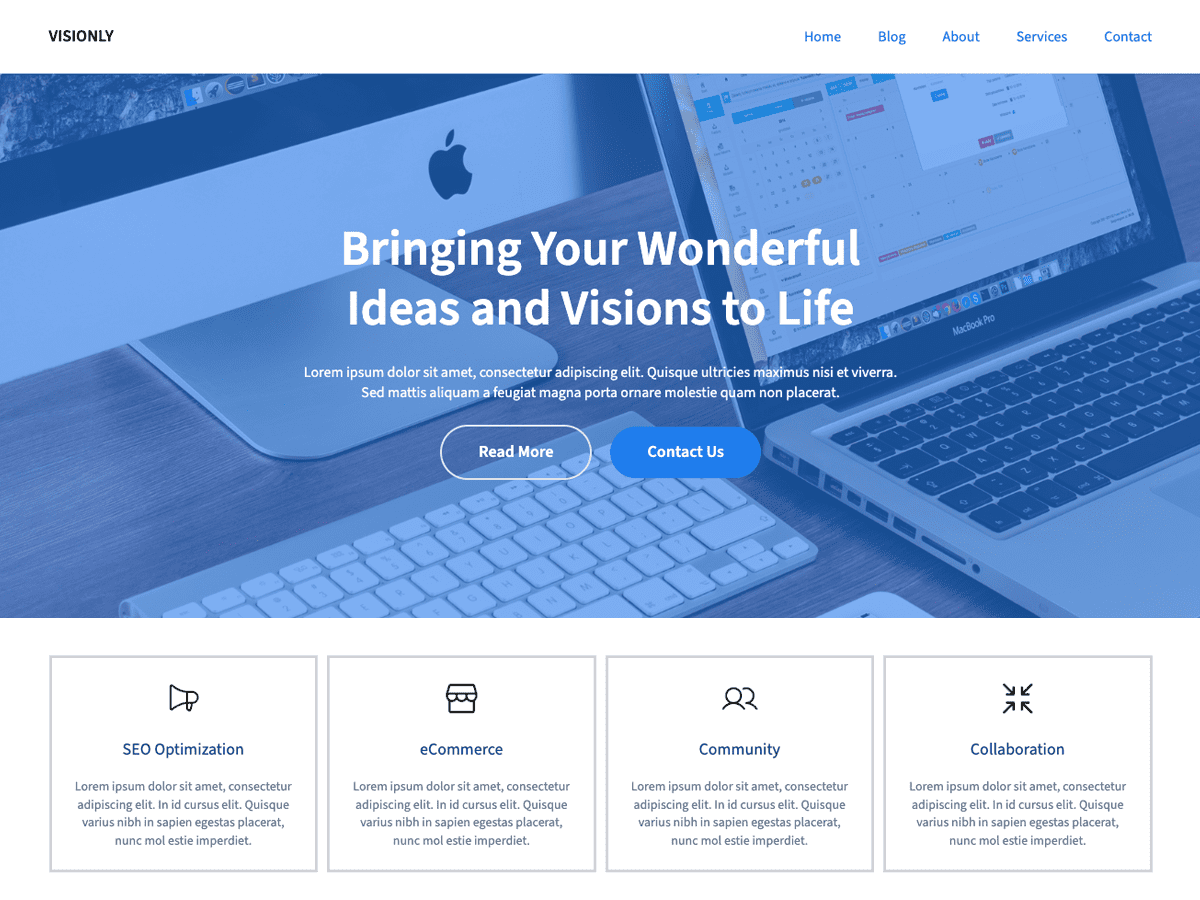 VISIONLY
Home Blog About Services Contact
Bringing Your Wonderful
Ideas and Visions to Life
MacBook Pro
Lorem ipsum dolor sit amet, consectetur adipiscing elit. Quisque ultricies maximus nisi et viverra.
Sed mattis aliquam a feugiat magna porta ornare molestie quam non placerat.
Read More
Contact Us
SEO Optimization
Lorem ipsum dolor sit amet, consectetur
adipiscing elit. In id cursus elit. Quisque
varius nibh in sapien egestas placerat,
nunc mol estie imperdiet.
eCommerce
Lorem ipsum dolor sit amet, consectetur
adipiscing elit. In id cursus elit. Quisque
varius nibh in sapien egestas placerat,
nunc mol estie imperdiet.
Community
Lorem ipsum dolor sit amet, consectetur
adipiscing elit. In id cursus elit. Quisque
varius nibh in sapien egestas placerat,
nunc mol estie imperdiet.
Collaboration
Lorem ipsum dolor sit amet, consectetur
adipiscing elit. In id cursus elit. Quisque
varius nibh in sapien egestas placerat,
nunc mol estie imperdiet.